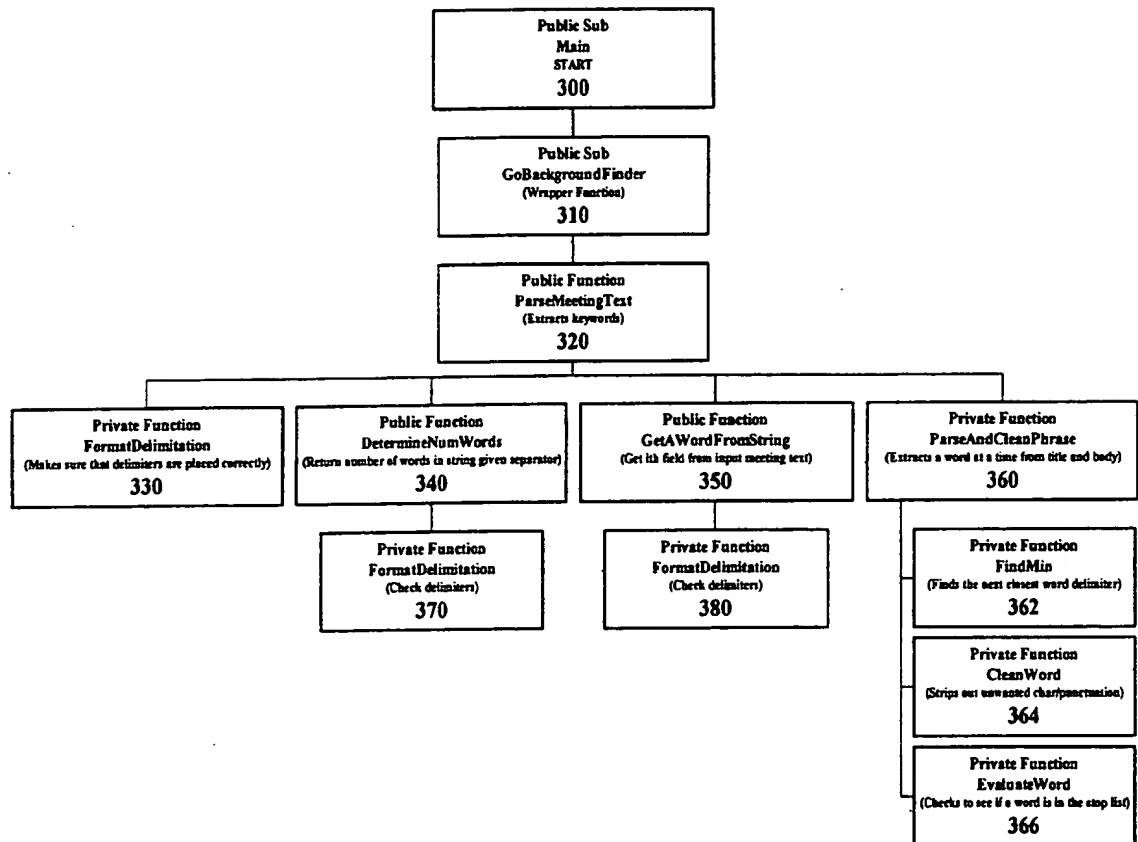 Public Sub
Main
START
300
Public Sub
GoBackgroundFinder
(Wrapper Function)
310
Public Function
ParseMeetingText
(Extracts keywords)
320
Private Function
FormatDelimitation
(Makes sure that delimiters are placed correctly)
330
Public Function
DetermineNumWords
(Return number of words in string given separator)
340
Public Function
GetAWordFromString
(Get ith field from input meeting text)
350
Private Function
ParseAndCleanPhrase
(Extracts a word at a time from title and body)
360
Private Function
FormatDelimitation
(Check delimiters)
370
Private Function
FormatDelimitation
(Check delimiters)
380
Private Function
FindMin
(Finds the next closest word delimiter)
362
Private Function
CleanWord
(Strips out unwanted char/punctuation)
364
Private Function
EvaluateWord
(Checks to see if a word is in the stop list)
366